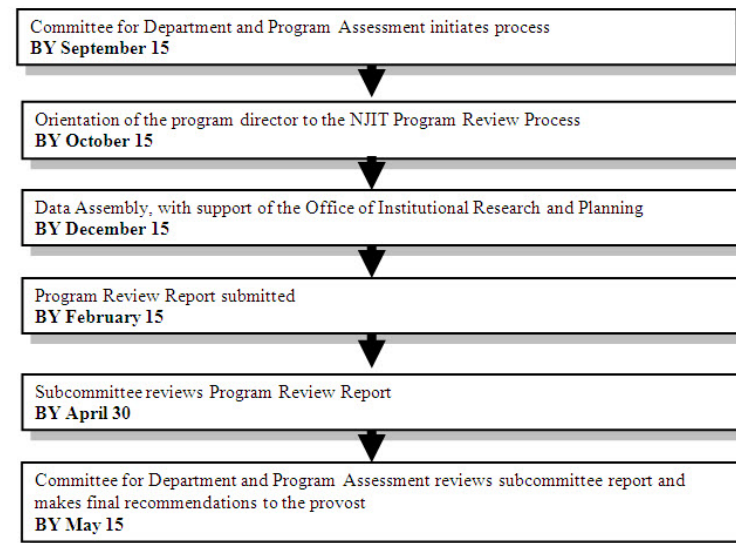 Committee for Department and Program Assessment initiates process
BY September 15
Orientation of the program director to the NJIT Program Review Process
BY October 15
Data Assembly, with support of the Office of Institutional Research and Planning
BY December 15
Program Review Report submitted
BY February 15
Subcommittee reviews Program Review Report
BY April 30
Committee for Department and Program Assessment reviews subcommittee report and
makes final recommendations to the provost
BY May 15